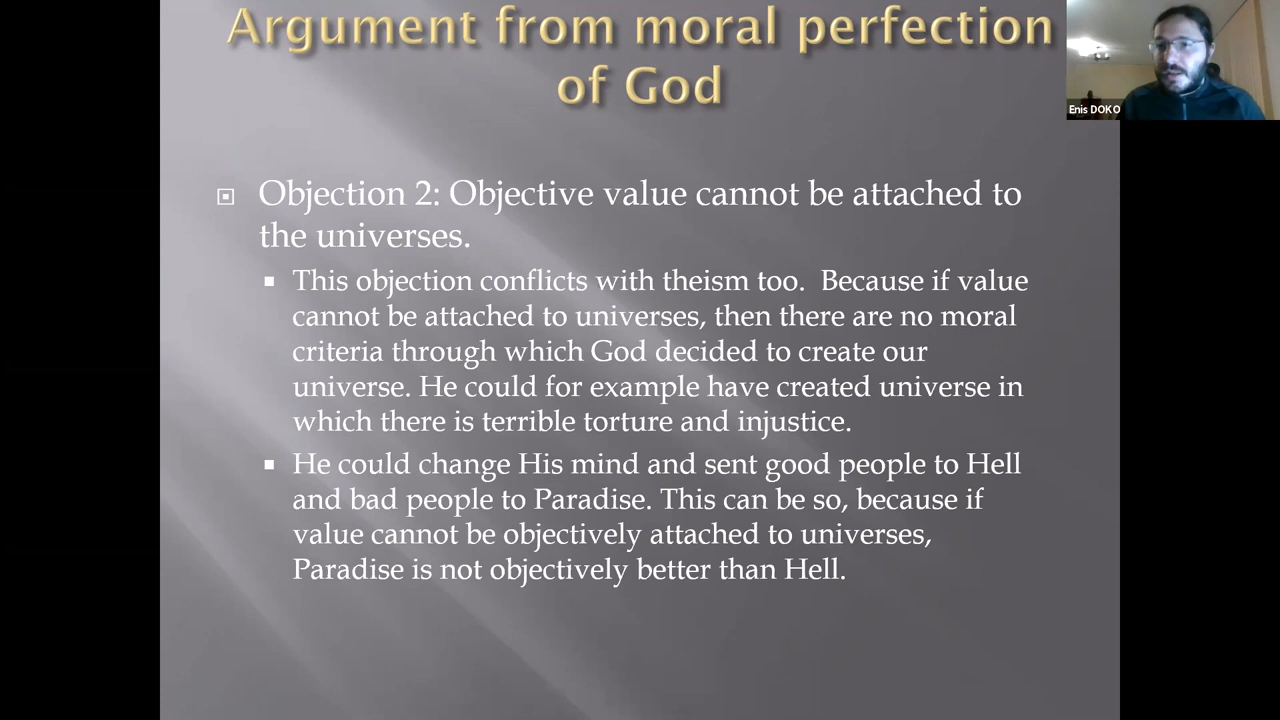 Argument from moral perfection
of God
Enis DOKO
Objection 2: Objective value cannot be attached to
the universes.
This objection conflicts with theism too.  Because if value
cannot be attached to universes, then there are no moral
criteria through which God decided to create our
universe. He could for example have created universe in
which there is terrible torture and injustice.
He could change His mind and sent good people to Hell
and bad people to Paradise. This can be so, because if
value cannot be objectively attached to universes,
Paradise is not objectively better than Hell.